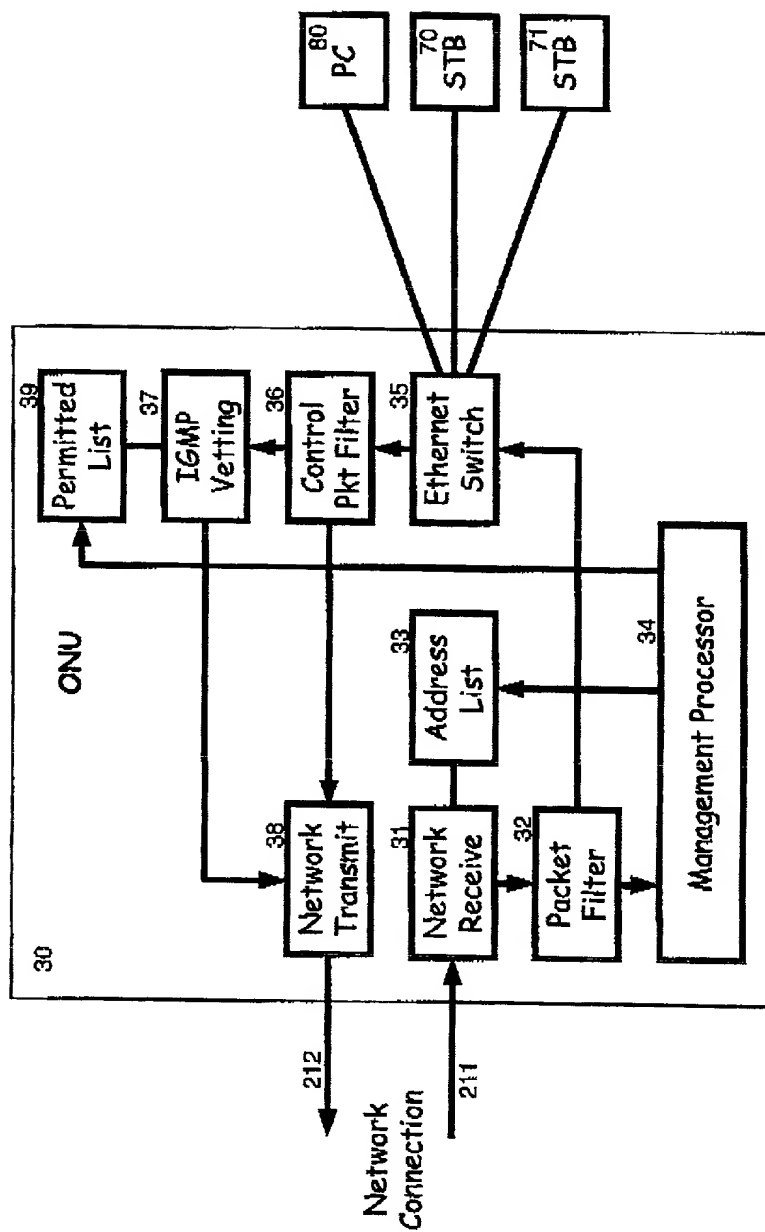 80
PC
70
STB
71
STB
39
Permitted
List
37
IGMP
Vetting
36
Control
Pkt Filter
35
Ethernet
Switch
ONU
33
Address
List
34
Management Processor
38
Network
Transmit
31
Network
Receive
32
Packet
Filter
30
212
Network
Connection
211